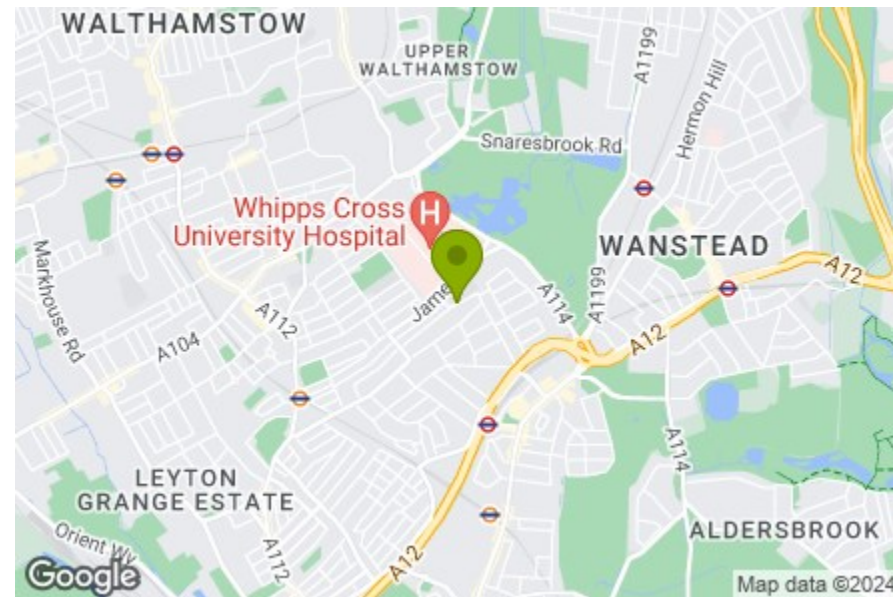 WALTHAMSTOW
UPPER
WALTHAMSTOW
A1199
Hermon Hill
Snaresbrook Rd
Whipps Cross
University Hospital
H
WANSTEAD
Markhouse Rd
A112
James
A114
A1199
A12
A12
A104
A114
LEYTON
GRANGE ESTATE
ALDERSBROOK
Orient Wy
A112
A12
Google
Map data ©2024